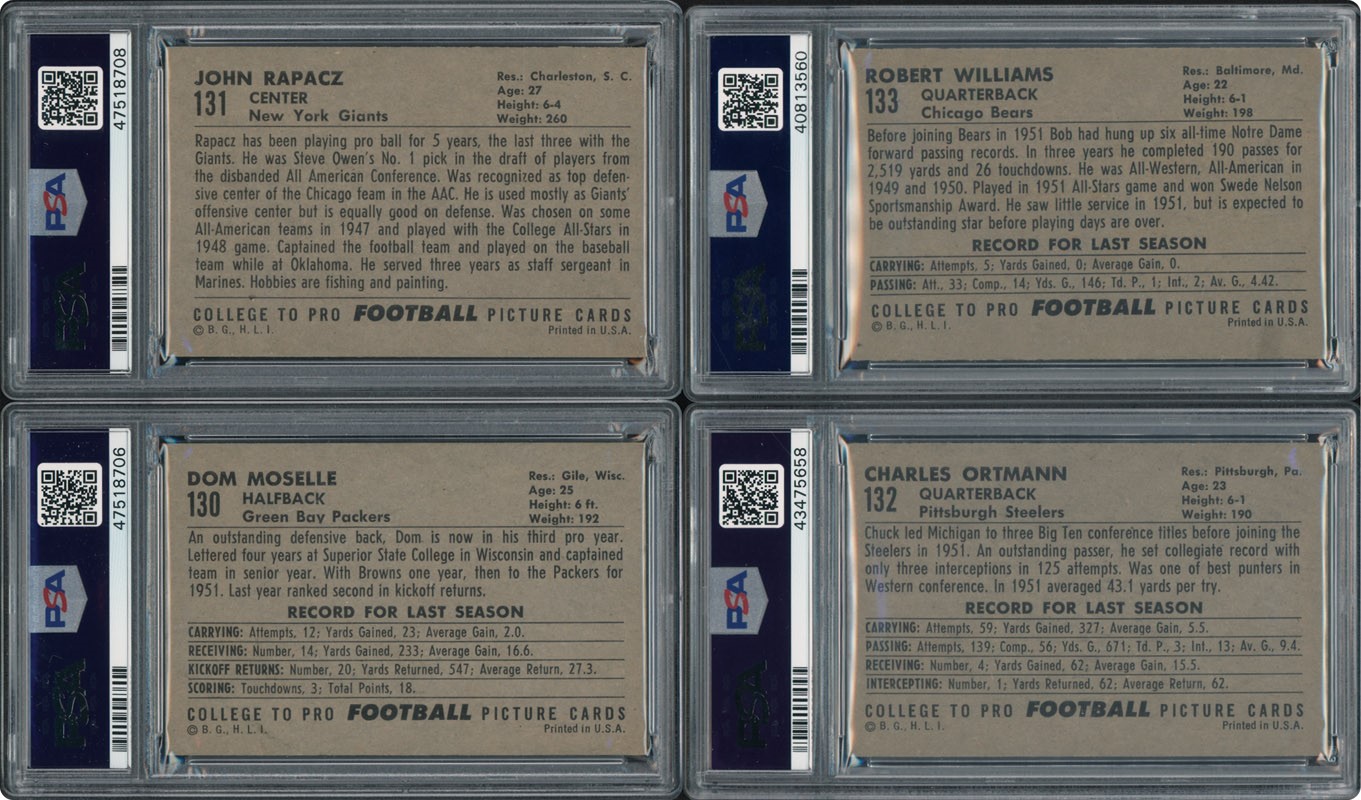 PSA
PSA
47518708
JOHN RAPACZ
131
CENTER
New York Giants
Res.: Charleston, S. C.
Age: 27
Height: 6-4
Weight: 260
Rapacz has been playing pro ball for 5 years, the last three with the
Giants. He was Steve Owen's No. 1 pick in the draft of players from
the disbanded All American Conference. Was recognized as top defen-
sive center of the Chicago team in the AAC. He is used mostly as Giants'
offensive center but is equally good on defense. Was chosen on some
All-American teams in 1947 and played with the College All-Stars in
1948 game. Captained the football team and played on the baseball
team while at Oklahoma. He served three years as staff sergeant in
Marines. Hobbies are fishing and painting.
COLLEGE TO PRO FOOTBALL PICTURE CARDS
© B. G., H. L. I.
Printed in U.S.A.
PSA
PSA
40813560
ROBERT WILLIAMS
133
QUARTERBACK
Chicago Bears
Res.: Baltimore, Md.
Age: 22
Height: 6-1
Weight: 198
Before joining Bears in 1951 Bob had hung up six all-time Notre Dame
forward passing records. In three years he completed 190 passes for
2,519 yards and 26 touchdowns. He was All-Western, All-American in
1949 and 1950. Played in 1951 All-Stars game and won Swede Nelson
Sportsmanship Award. He saw little service in 1951, but is expected to
be outstanding star before playing days are over.
RECORD FOR LAST SEASON
CARRYING: Attempts, 5; Yards Gained, 0; Average Gain, 0.
PASSING: Att., 33; Comp., 14; Yds. G., 146; Td. P., 1; Int., 2; Av. G., 4.42.
COLLEGE TO PRO FOOTBALL PICTURE CARDS
© B. G., H. L. I.
Printed in U.S.A.
PSA
PSA
47518706
DOM MOSELLE
130
HALFBACK
Green Bay Packers
Res.: Gile, Wisc.
Age: 25
Height: 6 ft.
Weight: 192
An outstanding defensive back, Dom is now in his third pro year.
Lettered four years at Superior State College in Wisconsin and captained
team in senior year. With Browns one year, then to the Packers for
1951. Last year ranked second in kickoff returns.
RECORD FOR LAST SEASON
CARRYING: Attempts, 12; Yards Gained, 23; Average Gain, 2.0.
RECEIVING: Number, 14; Yards Gained, 233; Average Gain, 16.6.
KICKOFF RETURNS: Number, 20; Yards Returned, 547; Average Return, 27.3.
SCORING: Touchdowns, 3; Total Points, 18.
COLLEGE TO PRO FOOTBALL PICTURE CARDS
© B. G., H. L. I.
Printed in U.S.A.
PSA
PSA
43475658
CHARLES ORTMANN
132
QUARTERBACK
Pittsburgh Steelers
Res.: Pittsburgh, Pa.
Age: 23
Height: 6-1
Weight: 190
Chuck led Michigan to three Big Ten conference titles before joining the
Steelers in 1951. An outstanding passer, he set collegiate record with
only three interceptions in 125 attempts. Was one of best punters in
Western conference. In 1951 averaged 43.1 yards per try.
RECORD FOR LAST SEASON
CARRYING: Attempts, 59; Yards Gained, 327; Average Gain, 5.5.
PASSING: Attempts, 139; Comp., 56; Yds. G., 671; Td. P., 3; Int., 13; Av. G., 9.4.
RECEIVING: Number, 4; Yards Gained, 62; Average Gain, 15.5.
INTERCEPTING: Number, 1; Yards Returned, 62; Average Return, 62.
COLLEGE TO PRO FOOTBALL PICTURE CARDS
© B. G., H. L. I.
Printed in U.S.A.